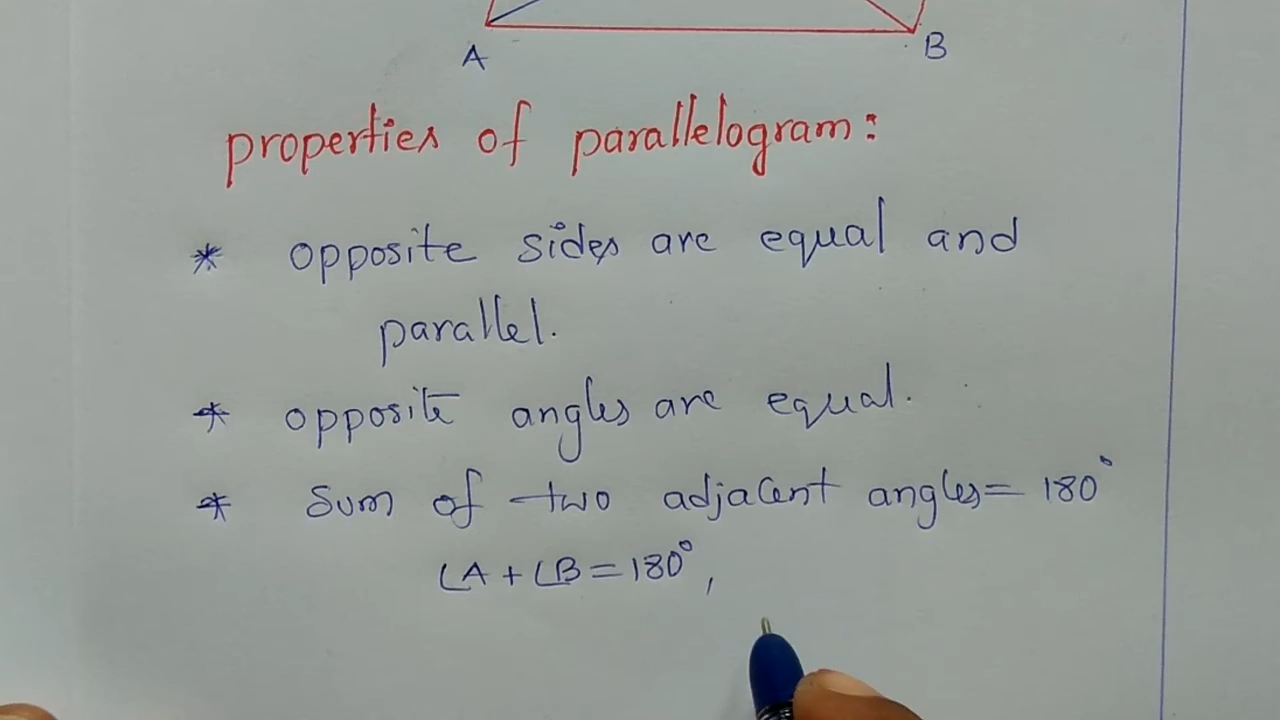 A B
properties of parallelogram:
* opposite sides are equal and
parallel.
* opposite angles are equal.
* Sum of two adjacent angles= 180°
∠A + ∠B = 180°,